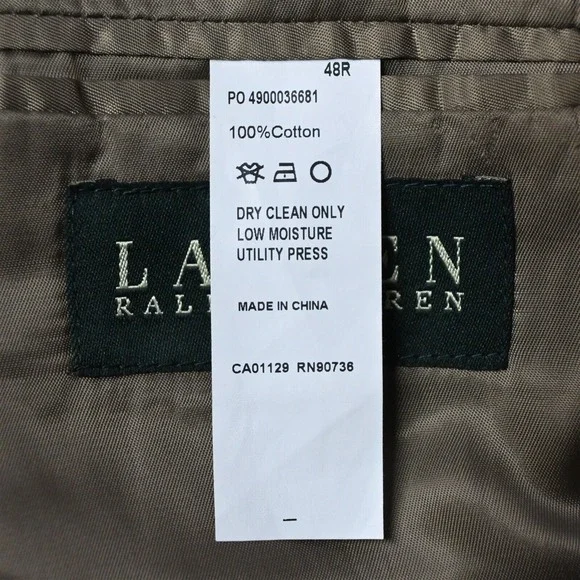 48R
PO 4900036681
100%Cotton
DRY CLEAN ONLY
LOW MOISTURE
UTILITY PRESS
MADE IN CHINA
CA01129 RN90736
LA EN
RAL REN